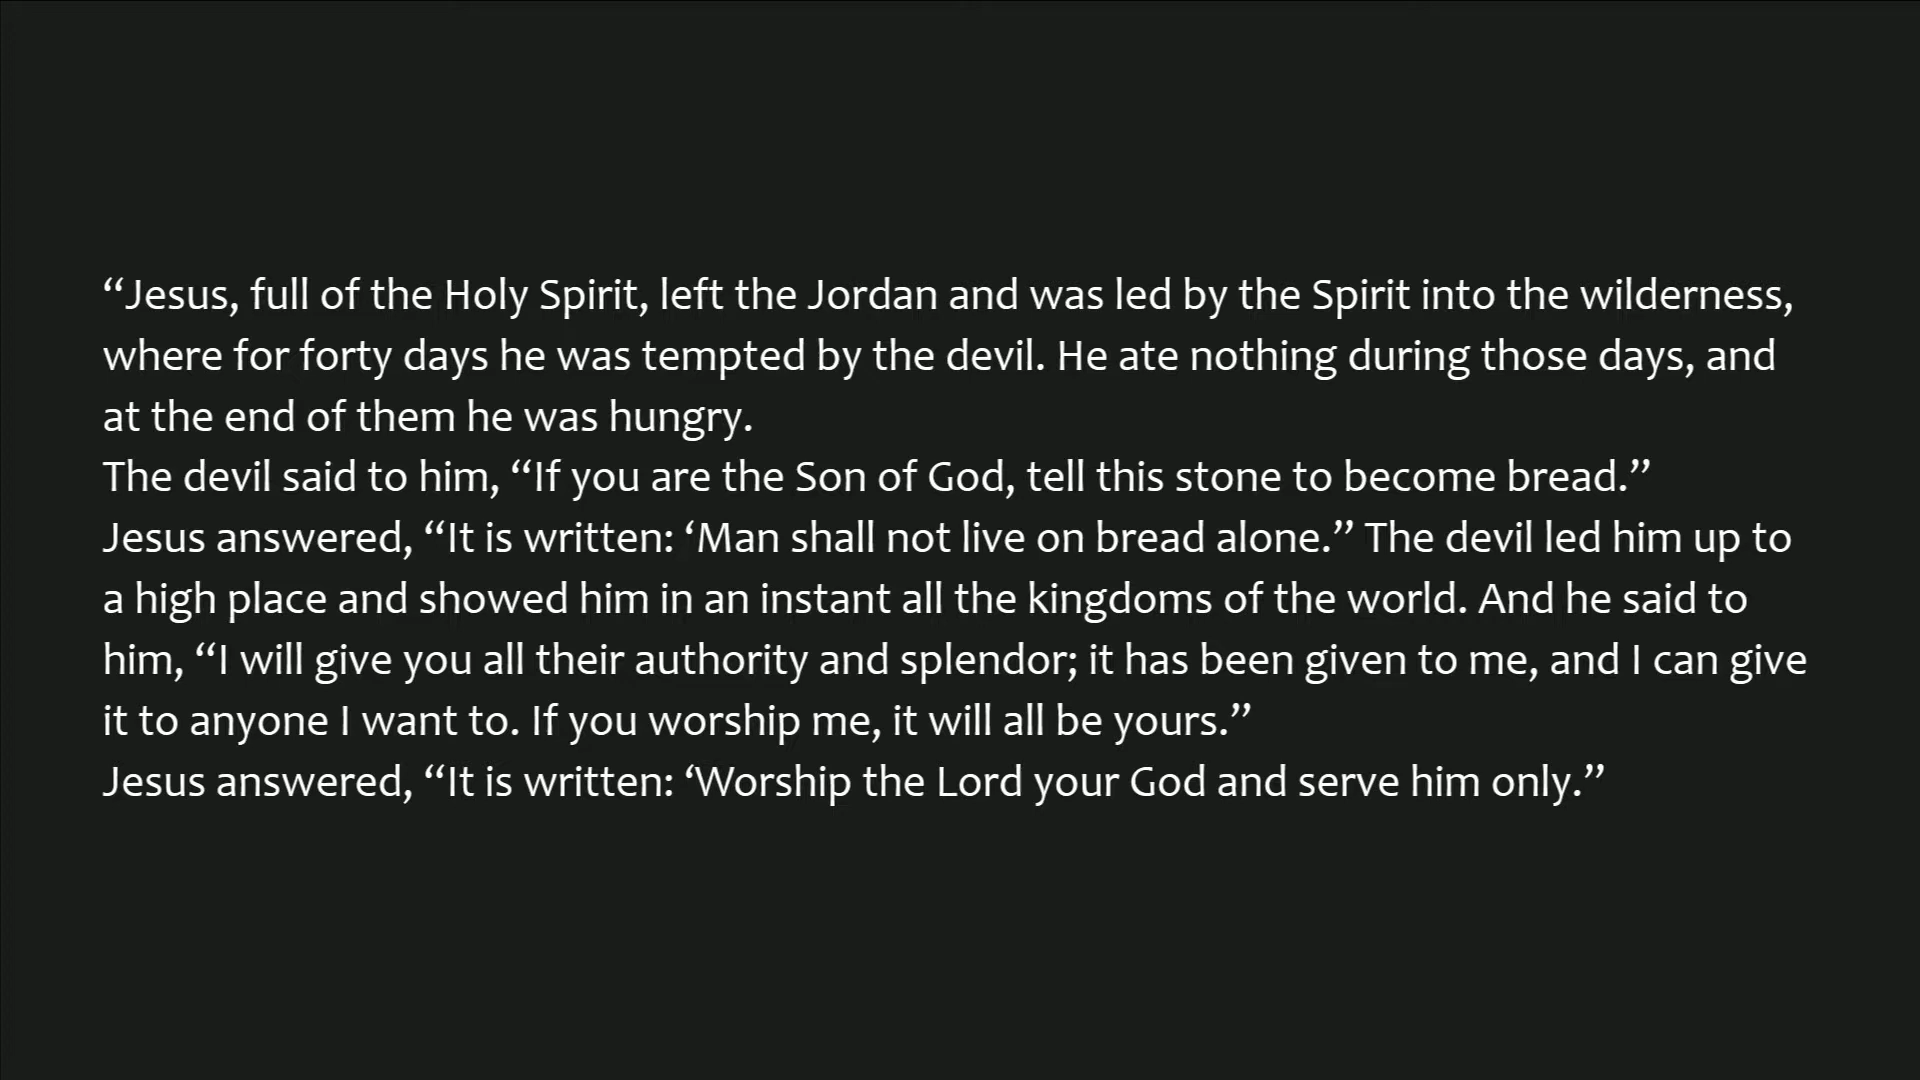 “Jesus, full of the Holy Spirit, left the Jordan and was led by the Spirit into the wilderness,
where for forty days he was tempted by the devil. He ate nothing during those days, and
at the end of them he was hungry.
The devil said to him, “If you are the Son of God, tell this stone to become bread.”
Jesus answered, “It is written: ‘Man shall not live on bread alone.” The devil led him up to
a high place and showed him in an instant all the kingdoms of the world. And he said to
him, “I will give you all their authority and splendor; it has been given to me, and I can give
it to anyone I want to. If you worship me, it will all be yours.”
Jesus answered, “It is written: ‘Worship the Lord your God and serve him only.”